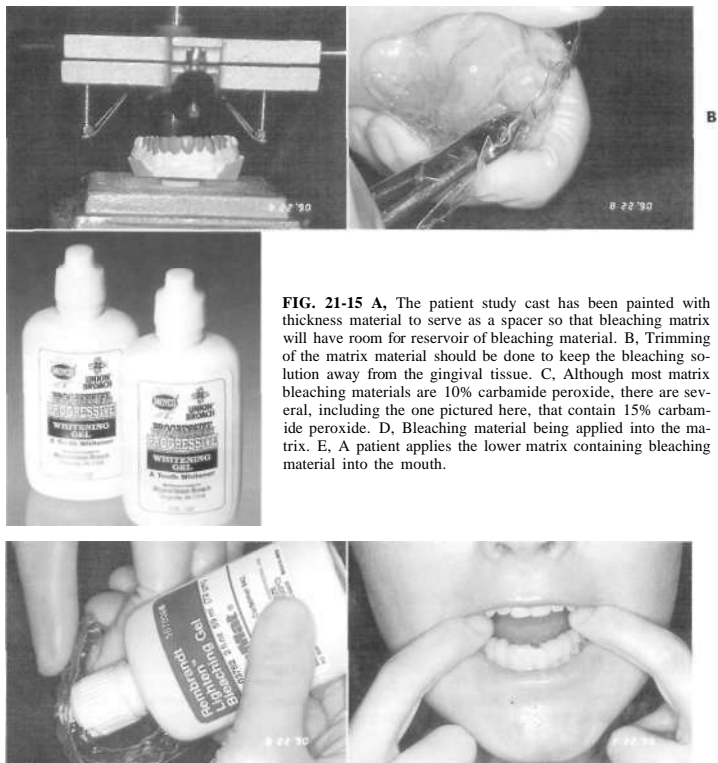 B
8 22 '90
8 22 '90
UNION BROACH
PROGRESSIVE
WHITENING
GEL
A Tooth Whitener
UNION BROACH
PROGRESSIVE
WHITENING
GEL
A Tooth Whitener
FIG. 21-15 A, The patient study cast has been painted with
thickness material to serve as a spacer so that bleaching matrix
will have room for reservoir of bleaching material. B, Trimming
of the matrix material should be done to keep the bleaching so-
lution away from the gingival tissue. C, Although most matrix
bleaching materials are 10% carbamide peroxide, there are sev-
eral, including the one pictured here, that contain 15% carbam-
ide peroxide. D, Bleaching material being applied into the ma-
trix. E, A patient applies the lower matrix containing bleaching
material into the mouth.
Rembrandt
Lighten
Bleaching Gel